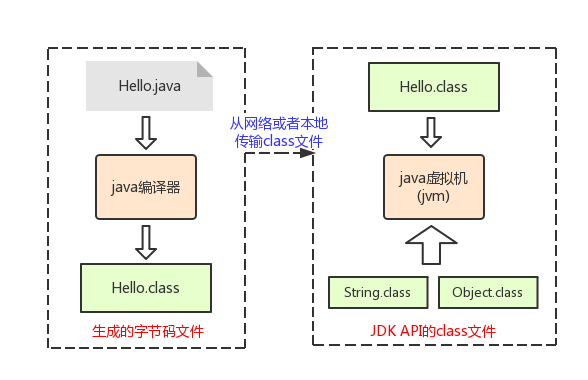 Hello.java
java编译器
Hello.class
生成的字节码文件
从网络或者本地
传输class文件
Hello.class
java虚拟机
(jvm)
String.class
Object.class
JDK API的class文件